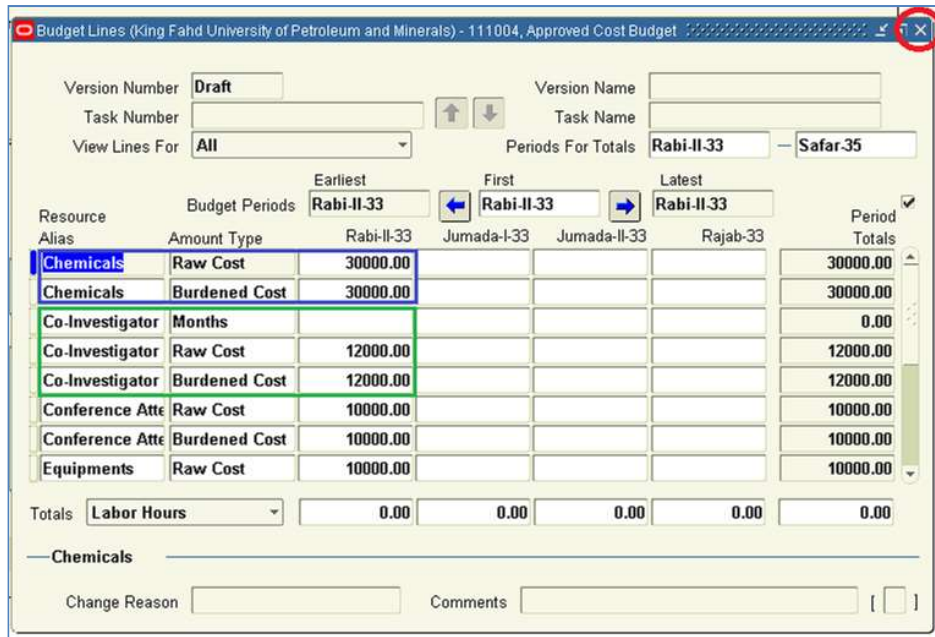 Budget Lines (King Fahd University of Petroleum and Minerals) - 111004, Approved Cost Budget
Version Number Draft Version Name
Task Number Task Name
View Lines For All Periods For Totals Rabi-II-33 – Safar-35
Earliest First Latest
Budget Periods Rabi-II-33 Rabi-II-33 Rabi-II-33
Resource Period
Alias Amount Type Rabi-II-33 Jumada-I-33 Jumada-II-33 Rajab-33 Totals
Chemicals Raw Cost 30000.00 30000.00
Chemicals Burdened Cost 30000.00 30000.00
Co-Investigator Months 0.00
Co-Investigator Raw Cost 12000.00 12000.00
Co-Investigator Burdened Cost 12000.00 12000.00
Conference Atte Raw Cost 10000.00 10000.00
Conference Atte Burdened Cost 10000.00 10000.00
Equipments Raw Cost 10000.00 10000.00
Totals Labor Hours 0.00 0.00 0.00 0.00 0.00
Chemicals
Change Reason Comments [ ]